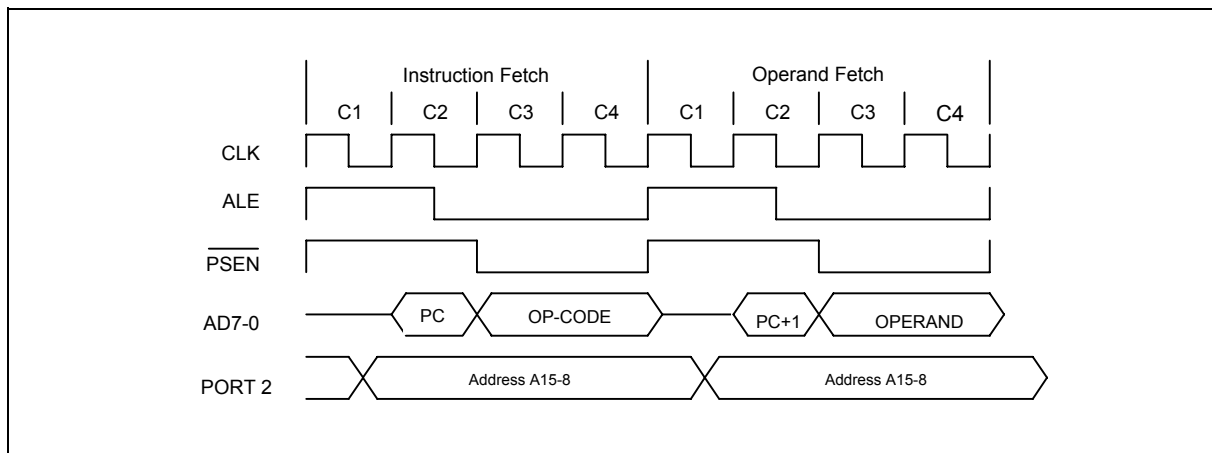 Instruction Fetch Operand Fetch
C1 C2 C3 C4 C1 C2 C3 C4
CLK
ALE
PSEN
AD7-0 PC OP-CODE PC+1 OPERAND
PORT 2 Address A15-8 Address A15-8